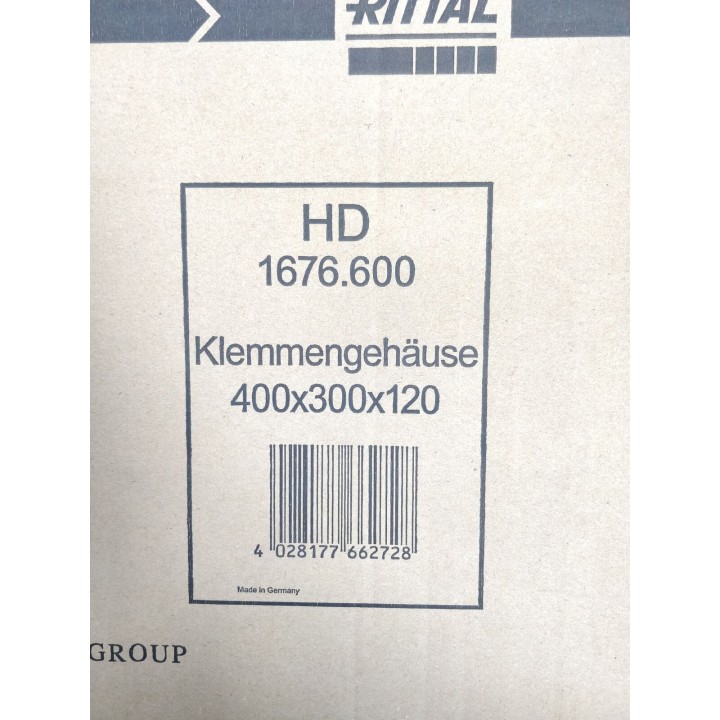 RITTAL
HD
1676.600
Klemmengehäuse
400x300x120
4 028177 662728
Made in Germany
GROUP